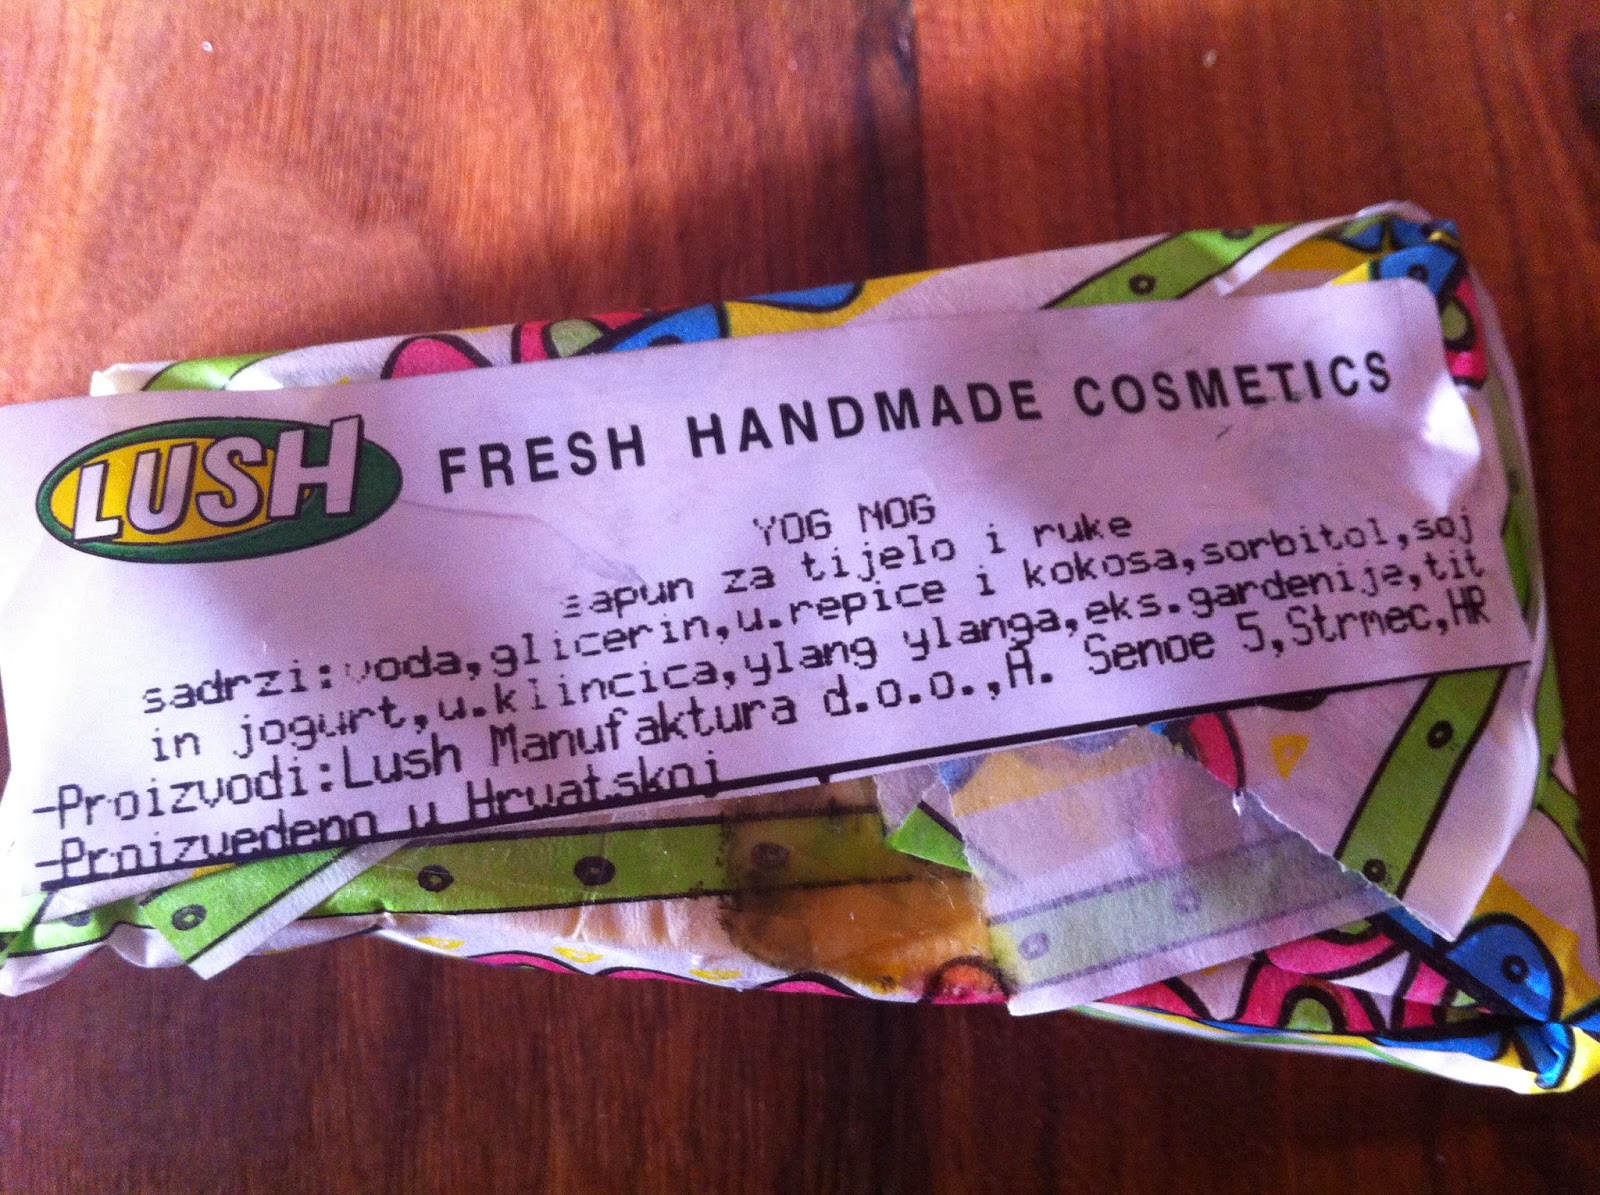 LUSH FRESH HANDMADE COSMETICS
YOG NOG
sapun za tijelo i ruke
sadrzi:voda,glicerin,u.repice i kokosa,sorbitol,soj
in jogurt,u.klincica,ylang ylanga,eks.gardenije,tit
-Proizvodi:Lush Manufaktura d.o.o.,A. Senoe 5,Strmec,HR
-Proizvedeno u Hrvatskoj